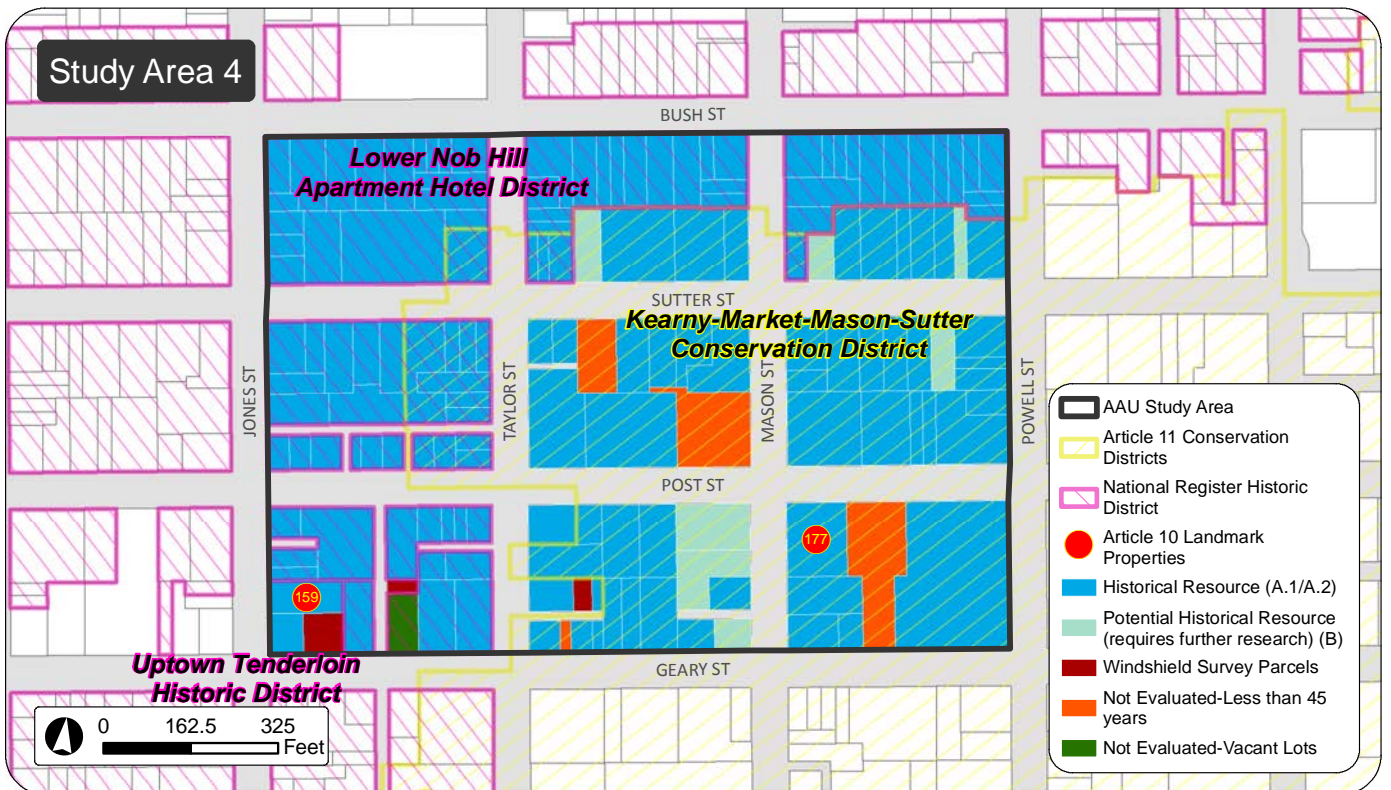 Study Area 4
BUSH ST
Lower Nob Hill
Apartment Hotel District
SUTTER ST
Kearny-Market-Mason-Sutter
Conservation District
JONES ST
TAYLOR ST
MASON ST
POWELL ST
POST ST
177
159
GEARY ST
Uptown Tenderloin
Historic District
0 162.5 325
Feet
AAU Study Area
Article 11 Conservation
Districts
National Register Historic
District
Article 10 Landmark
Properties
Historical Resource (A.1/A.2)
Potential Historical Resource
(requires further research) (B)
Windshield Survey Parcels
Not Evaluated-Less than 45
years
Not Evaluated-Vacant Lots